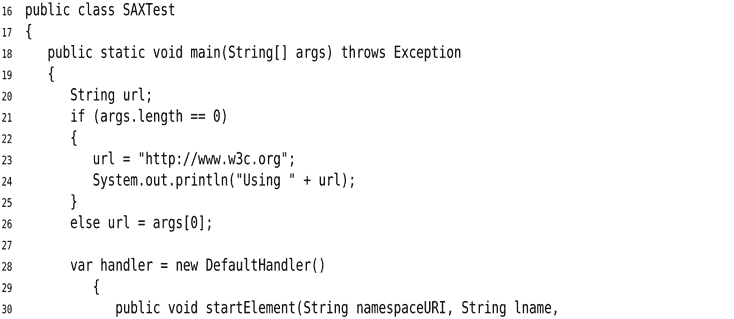 16 public class SAXTest
17 {
18    public static void main(String[] args) throws Exception
19    {
20       String url;
21       if (args.length == 0)
22       {
23          url = "http://www.w3c.org";
24          System.out.println("Using " + url);
25       }
26       else url = args[0];
27
28       var handler = new DefaultHandler()
29          {
30             public void startElement(String namespaceURI, String lname,